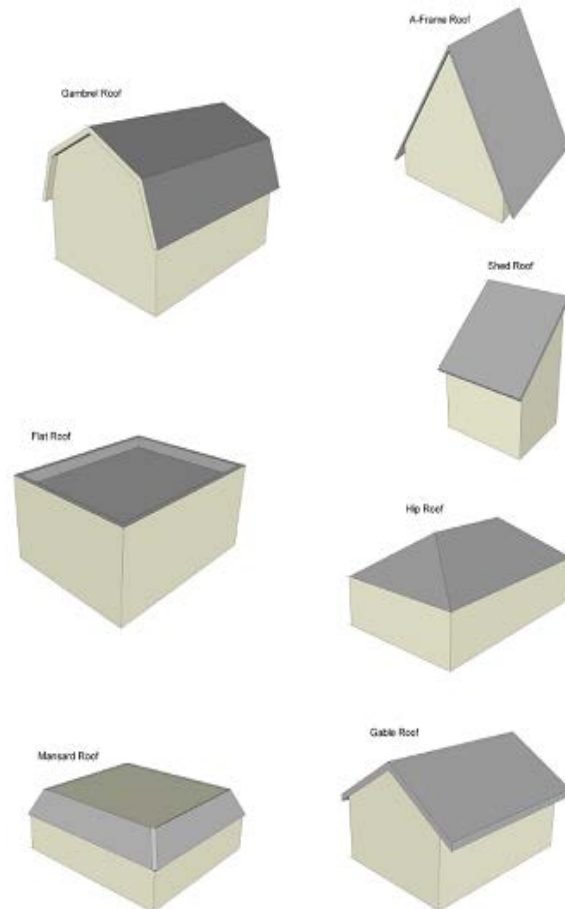 A-Frame Roof
Gambrel Roof
Shed Roof
Flat Roof
Hip Roof
Gable Roof
Mansard Roof